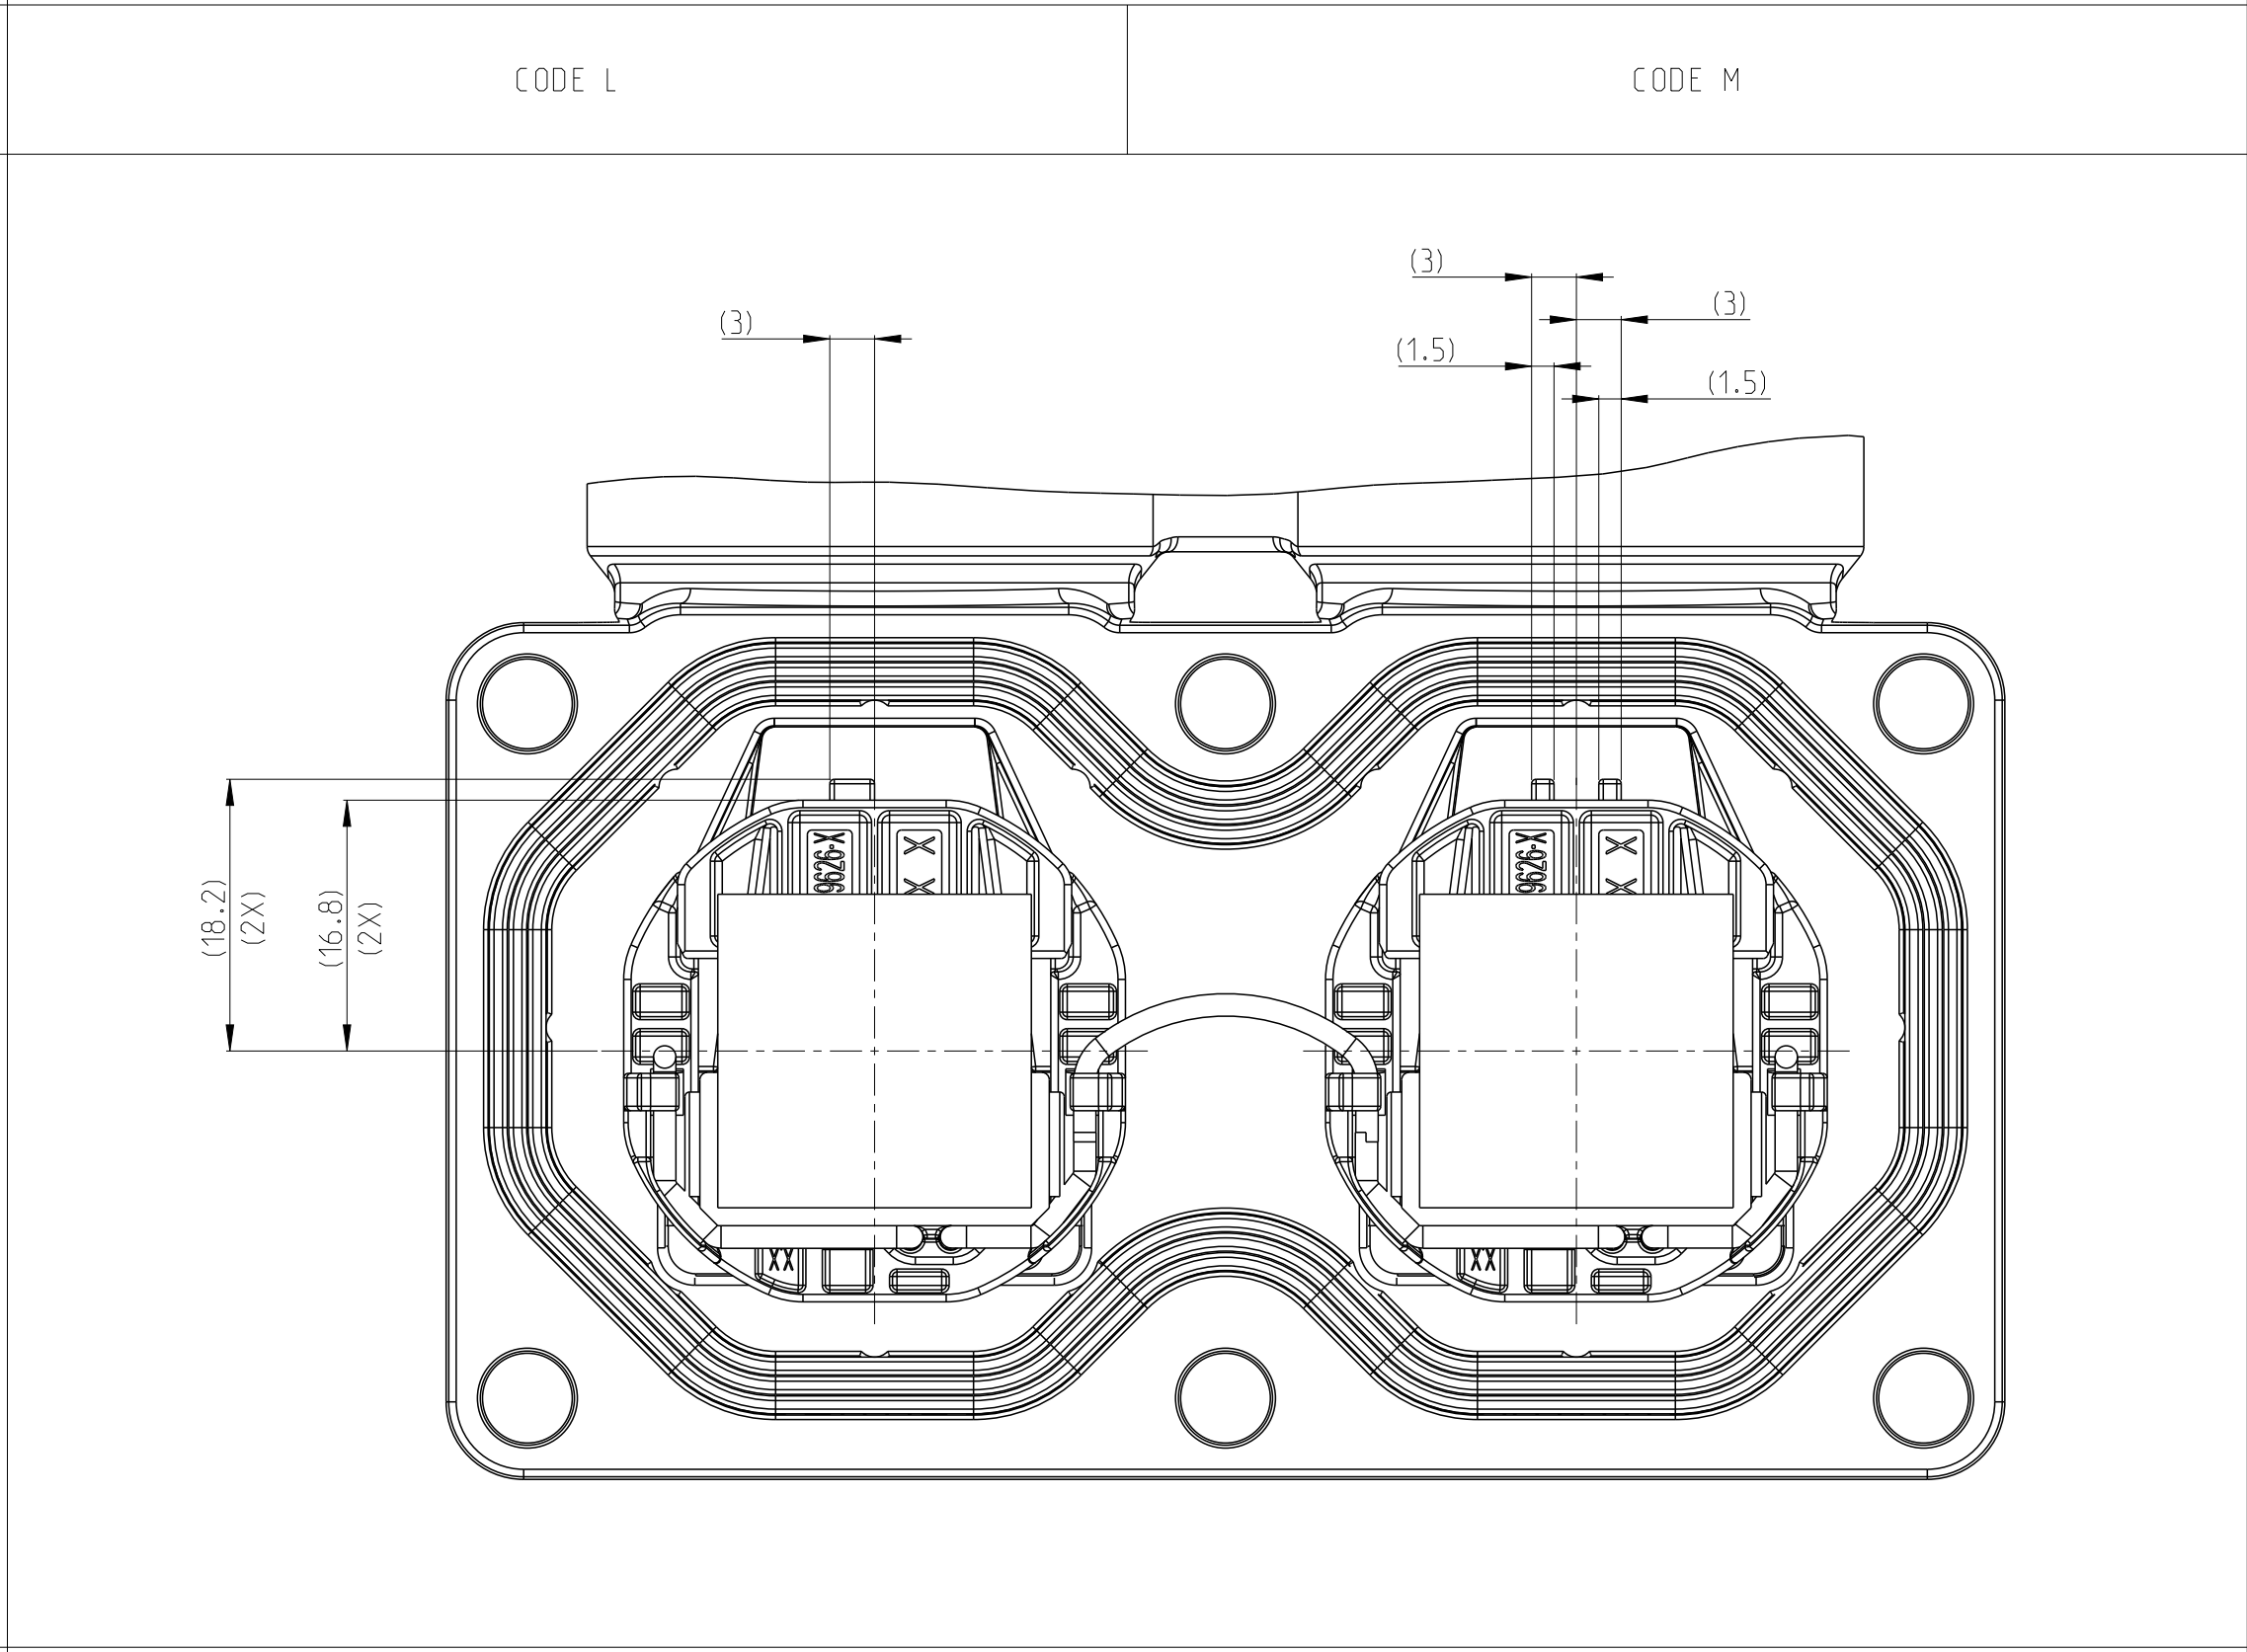 CODE L
CODE M
(3)
(3)
(3)
(1.5)
(1.5)
(18.2)
(2X)
(16.8)
(2X)
9626-X
X X
9626-X
X X
XX
XX